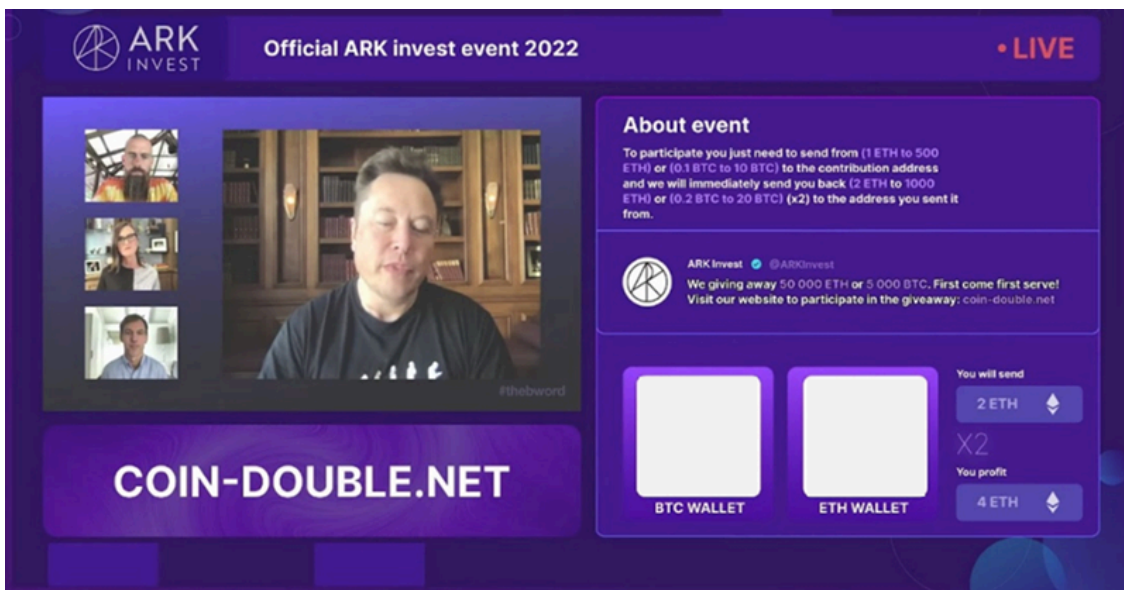 ARK
INVEST
Official ARK invest event 2022
• LIVE
#thebword
COIN-DOUBLE.NET
About event
To participate you just need to send from (1 ETH to 500
ETH) or (0.1 BTC to 10 BTC) to the contribution address
and we will immediately send you back (2 ETH to 1000
ETH) or (0.2 BTC to 20 BTC) (x2) to the address you sent it
from.
ARK Invest @ARKInvest
We giving away 50 000 ETH or 5 000 BTC. First come first serve!
Visit our website to participate in the giveaway: coin-double.net
BTC WALLET
ETH WALLET
You will send
2 ETH
X2
You profit
4 ETH